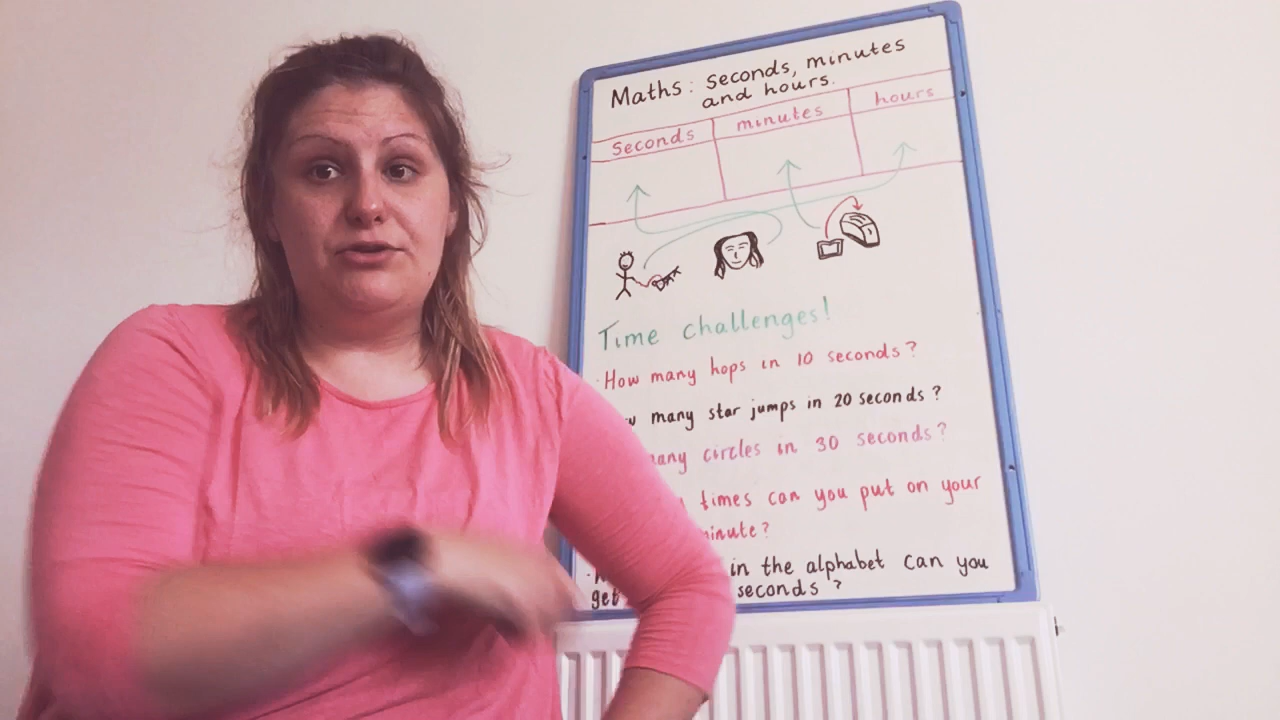 Maths: Seconds, minutes
and hours.
seconds minutes hours
Time challenges!
· How many hops in 10 seconds?
many star jumps in 20 seconds?
many circles in 30 seconds?
times can you put on your
minute?
in the alphabet can you
get seconds?